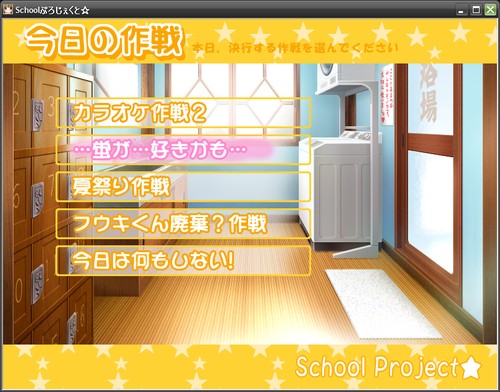 Schoolぷろじぇくと☆
今日の作戦
本日、決行する作戦を選んでください
カラオケ作戦2
…蛍が…好きかも…
夏祭り作戦
フウキくん廃棄?作戦
今日は何もしない!
浴場
School Project★